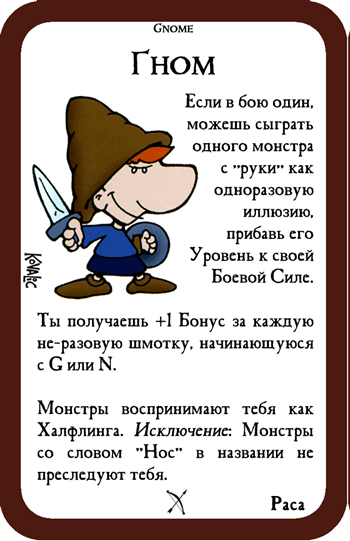 Gnome
Гном
Если в бою один,
можешь сыграть
одного монстра
с "руки" как
одноразовую
иллюзию,
прибавь его
Уровень к своей
Боевой Силе.
Kovalic
Ты получаешь +1 Бонус за каждую
не-разовую шмотку, начинающуюся
с G или N.
Монстры воспринимают тебя как
Халфлинга. Исключение: Монстры
со словом "Нос" в названии не
преследуют тебя.
Раса